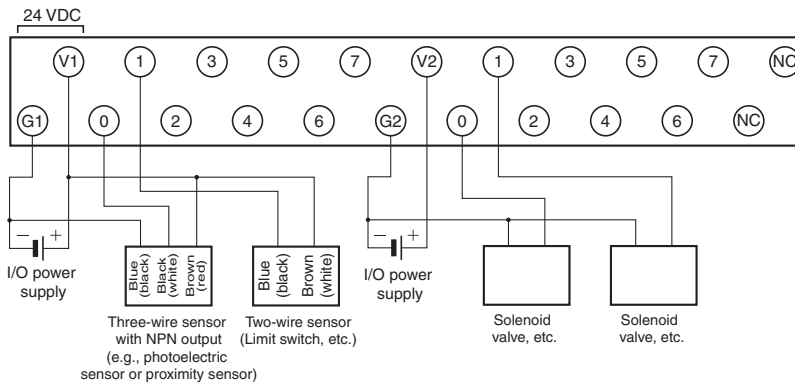 24 VDC
V1 1 3 5 7 V2 1 3 5 7 NC
G1 0 2 4 6 G2 0 2 4 6 NC
− +
− +
I/O power
supply
Blue
(black)
Black
(white)
Brown
(red)
Blue
(black)
Brown
(white)
I/O power
supply
Three-wire sensor
with NPN output
(e.g., photoelectric
sensor or proximity sensor)
Two-wire sensor
(Limit switch, etc.)
Solenoid
valve, etc.
Solenoid
valve, etc.